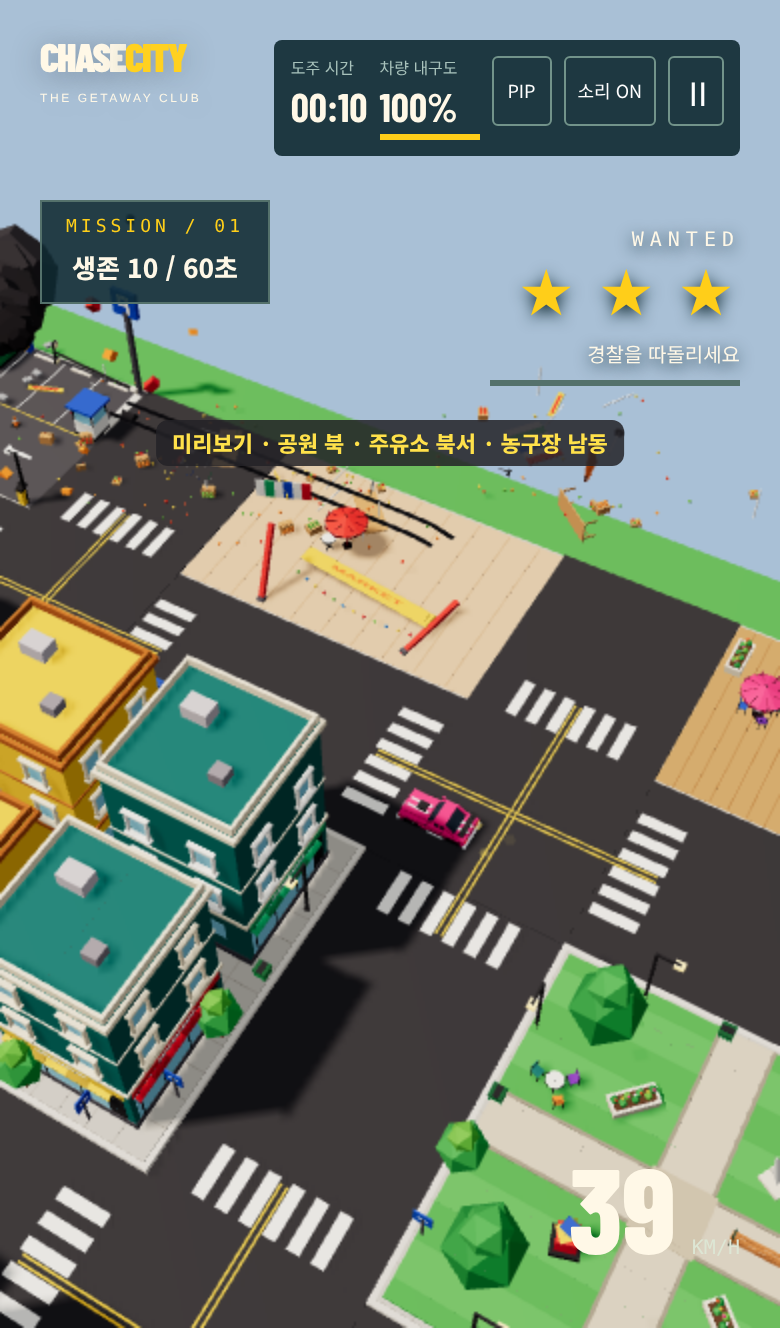 CHASECITY
THE GETAWAY CLUB
도주 시간
00:10
차량 내구도
100%
PIP
소리 ON
MISSION / 01
생존 10 / 60초
WANTED
경찰을 따돌리세요
미리보기 · 공원 북 · 주유소 북서 · 농구장 남동
MARKET
39 KM/H